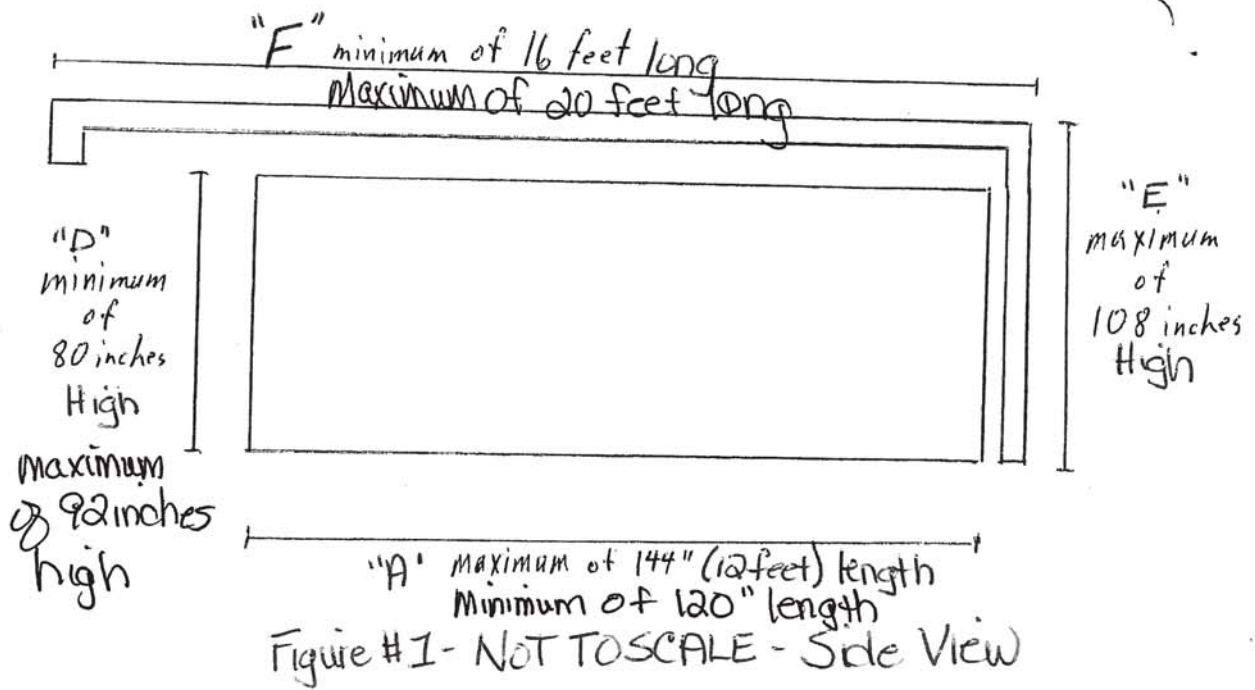 "F" minimum of 16 feet long
Maximum of 20 feet long
"D"
minimum
of
80 inches
High
maximum
of 92 inches
high
"E"
maximum
of
108 inches
High
"A' maximum of 144" (12 feet) length
Minimum of 120" length
Figure #1 - NOT TO SCALE - Side View